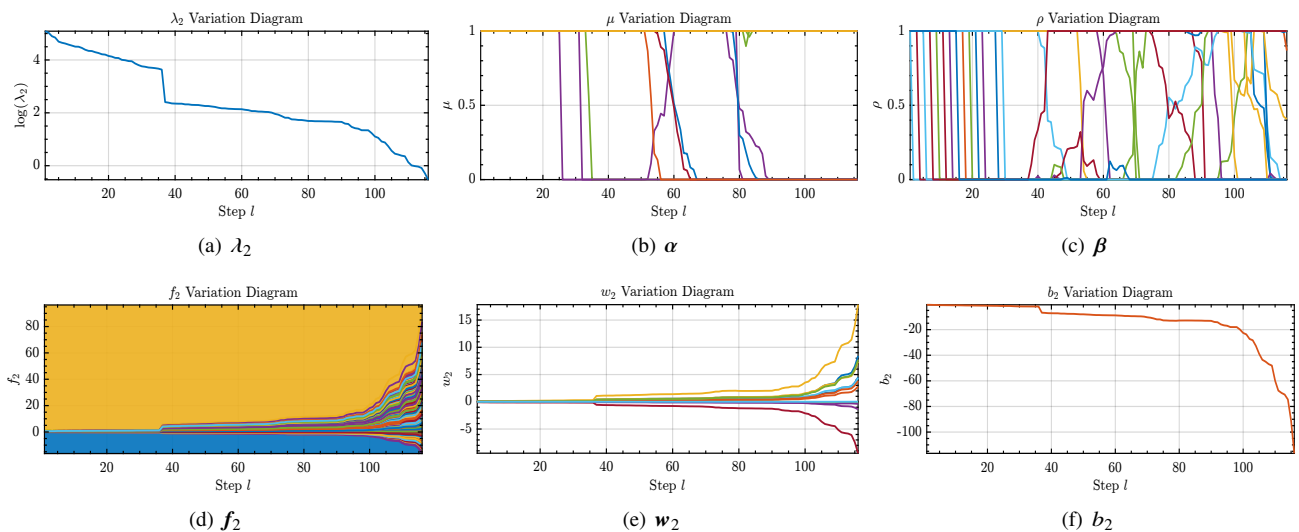 λ₂ Variation Diagram
log(λ₂)
4
2
0
20 40 60 80 100
Step l
(a) λ₂
μ Variation Diagram
μ
1
0.5
0
20 40 60 80 100
Step l
(b) α
ρ Variation Diagram
ρ
1
0.5
0
20 40 60 80 100
Step l
(c) β
f₂ Variation Diagram
f₂
80
60
40
20
0
20 40 60 80 100
Step l
(d) f₂
w₂ Variation Diagram
w₂
15
10
5
0
-5
20 40 60 80 100
Step l
(e) w₂
b₂ Variation Diagram
b₂
-20
-40
-60
-80
-100
20 40 60 80 100
Step l
(f) b₂